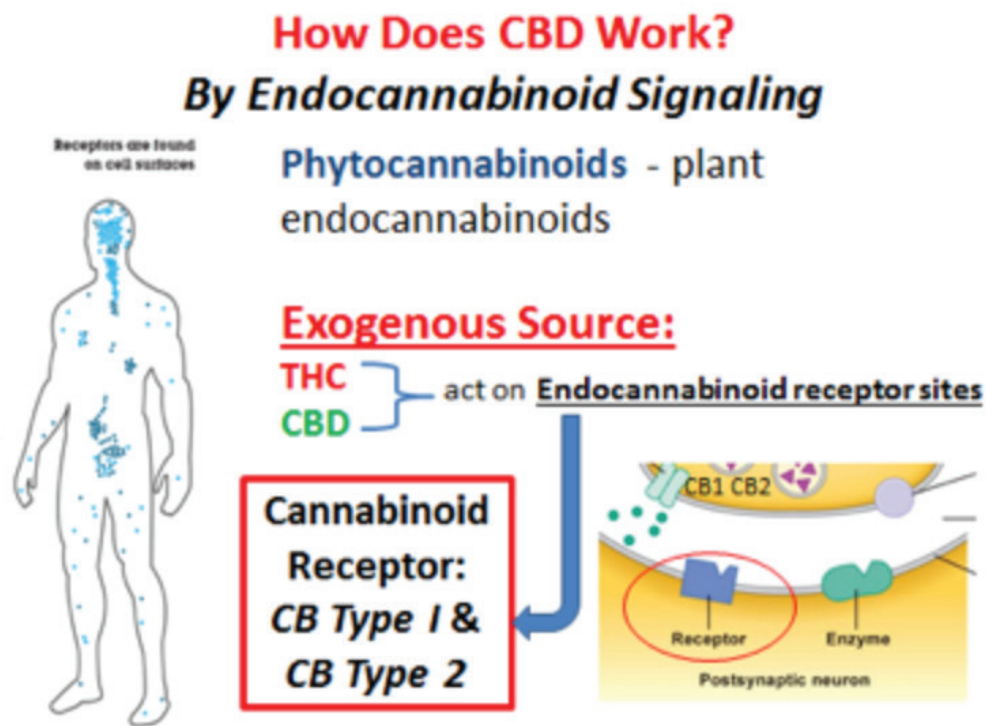 How Does CBD Work?
By Endocannabinoid Signaling
Receptors are found
on cell surfaces
Phytocannabinoids - plant
endocannabinoids
Exogenous Source:
THC
CBD
act on Endocannabinoid receptor sites
Cannabinoid
Receptor:
CB Type I &
CB Type 2
CB1 CB2
Receptor
Enzyme
Postsynaptic neuron